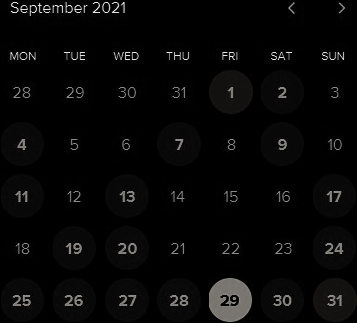 September 2021
MON TUE WED THU FRI SAT SUN
28 29 30 31 1 2 3
4 5 6 7 8 9 10
11 12 13 14 15 16 17
18 19 20 21 22 23 24
25 26 27 28 29 30 31